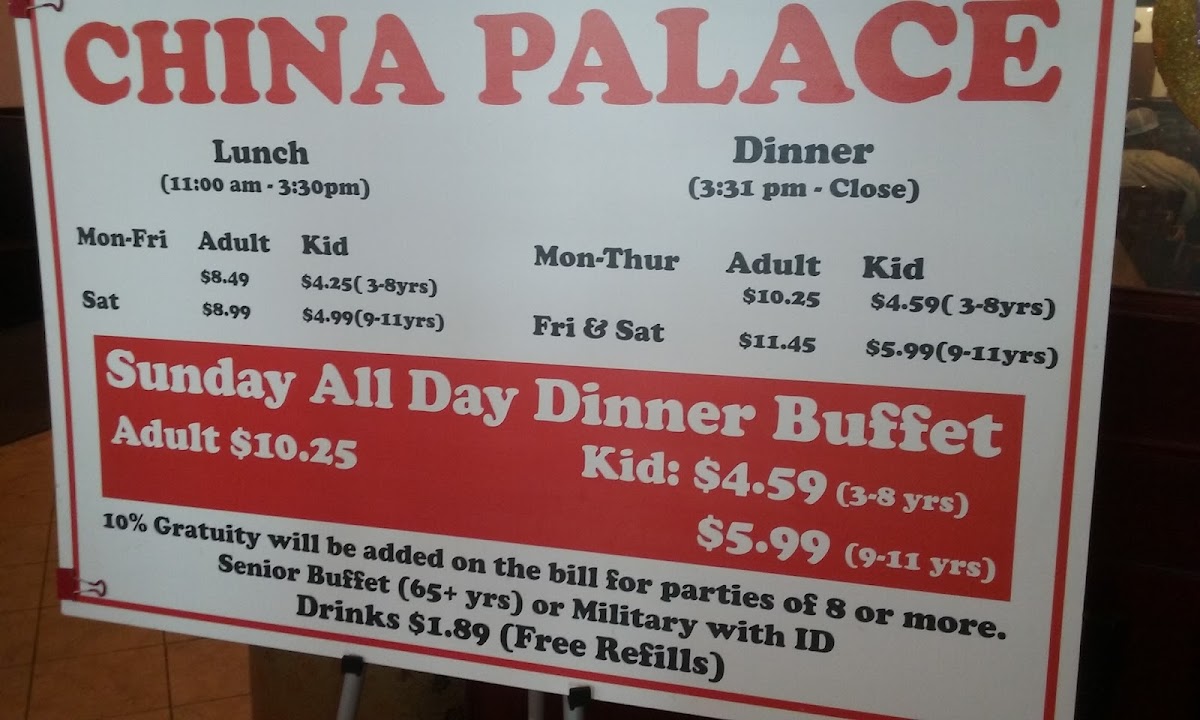 CHINA PALACE
Lunch
(11:00 am - 3:30pm)
Mon-Fri Adult Kid
$8.49 $4.25( 3-8yrs)
Sat $8.99 $4.99(9-11yrs)
Dinner
(3:31 pm - Close)
Mon-Thur Adult Kid
$10.25 $4.59( 3-8yrs)
Fri & Sat $11.45 $5.99(9-11yrs)
Sunday All Day Dinner Buffet
Adult $10.25 Kid: $4.59 (3-8 yrs)
$5.99 (9-11 yrs)
10% Gratuity will be added on the bill for parties of 8 or more.
Senior Buffet (65+ yrs) or Military with ID
Drinks $1.89 (Free Refills)